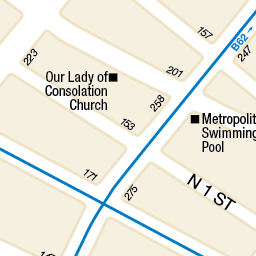 157
B62
247
223
201
Our Lady of
Consolation
Church
258
153
Metropolit
Swimming
Pool
171
275
N 1 ST